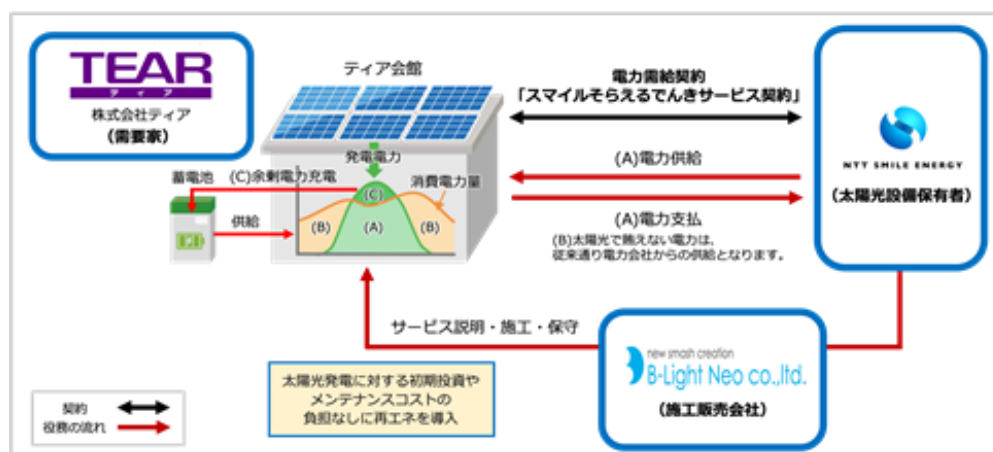 TEAR
ティア
株式会社ティア
(需要家)
ティア会館
発電電力
消費電力量
蓄電池
(C)余剰電力充電
供給
(C)
(B)
(A)
(B)
電力需給契約
「スマイルそらえるでんきサービス契約」
(A)電力供給
(A)電力支払
(B)太陽光で賄えない電力は、
従来通り電力会社からの供給となります。
NTT SMILE ENERGY
(太陽光設備保有者)
サービス説明・施工・保守
new smash creation
B-Light Neo co.,ltd.
(施工販売会社)
太陽光発電に対する初期投資や
メンテナンスコストの
負担なしに再エネを導入
契約
役務の流れ